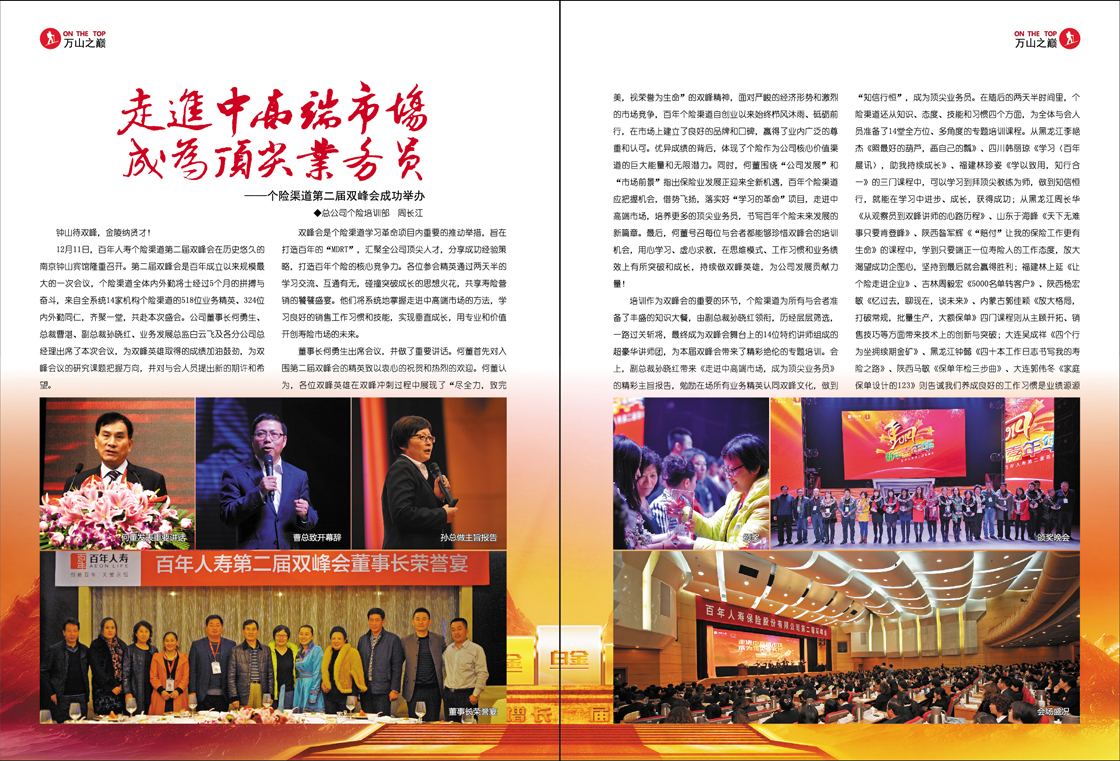 ON THE TOP
万山之巅
走進中高端市場
成為頂尖業务员
——个险渠道第二届双峰会成功举办
◆总公司个险培训部　周长江
钟山待双峰，金陵纳贤才！
12月11日，百年人寿个险渠道第二届双峰会在历史悠久的
南京钟山宾馆隆重召开。第二届双峰会是百年成立以来规模最
大的一次会议，个险渠道全体内外勤将士经过5个月的拼搏与
奋斗，来自全系统14家机构个险渠道的518位业务精英、324位
内外勤同仁，齐聚一堂，共赴本次盛会。公司董事长何勇生、
总裁曹湛、副总裁孙晓红、业务发展总监白云飞及各分公司总
经理出席了本次会议，为双峰英雄取得的成绩加油鼓劲，为双
峰会议的研究课题把握方向，并对与会人员提出新的期许和希
望。
双峰会是个险渠道学习革命项目内重要的推动举措，旨在
打造百年的“MDRT”，汇聚全公司顶尖人才，分享成功经验策
略，打造百年个险的核心竞争力。各位参会精英通过两天半的
学习交流、互通有无，碰撞突破成长的思想火花，共享寿险营
销的饕餮盛宴。他们将系统地掌握走进中高端市场的方法，学
习良好的销售工作习惯和技能，实现垂直成长，用专业和价值
开创寿险市场的未来。
董事长何勇生出席会议，并做了重要讲话。何董首先对入
围第二届双峰会的精英致以衷心的祝贺和热烈的欢迎。何董认
为，各位双峰英雄在双峰冲刺过程中展现了“尽全力，致完
何董发表重要讲话
曹总致开幕辞
孙总做主旨报告
百年人寿
AEON LIFE
百年人寿第二届双峰会董事长荣誉宴
董事长荣誉宴
白金
ON THE TOP
万山之巅
美，视荣誉为生命”的双峰精神，面对严峻的经济形势和激烈
的市场竞争，百年个险渠道自创业以来始终栉风沐雨、砥砺前
行，在市场上建立了良好的品牌和口碑，赢得了业内广泛的尊
重和认可。优异成绩的背后，体现了个险作为公司核心价值渠
道的巨大能量和无限潜力。同时，何董围绕“公司发展”和
“市场前景”指出保险业发展正迎来全新机遇，百年个险渠道
应把握机会，借势飞扬，落实好“学习的革命”项目，走进中
高端市场，培养更多的顶尖业务员，书写百年个险未来发展的
新篇章。最后，何董号召每位与会者都能够珍惜双峰会的培训
机会，用心学习、虚心求教，在思维模式、工作习惯和业务绩
效上有所突破和成长，持续做双峰英雄，为公司发展贡献力
量！
培训作为双峰会的重要的环节，个险渠道为所有与会者准
备了丰盛的知识大餐，由副总裁孙晓红领衔，历经层层筛选，
一路过关斩将，最终成为双峰会舞台上的14位特约讲师组成的
超豪华讲师团，为本届双峰会带来了精彩绝伦的专题培训。会
上，副总裁孙晓红带来《走进中高端市场，成为顶尖业务员》
的精彩主旨报告，勉励在场所有业务精英认同双峰文化，做到
“知信行恒”，成为顶尖业务员。在随后的两天半时间里，个
险渠道还从知识、态度、技能和习惯四个方面，为全体与会人
员准备了14堂全方位、多角度的专题培训课程。从黑龙江李艳
杰《照最好的葫芦，画自己的瓢》、四川韩丽琼《学习（百年
晨讯），助我持续成长》、福建林珍姿《学以致用，知行合
一》的三门课程中，可以学习到拜顶尖教练为师，做到知信恒
行，就能在学习中进步、成长，获得成功；从黑龙江周长华
《从观察员到双峰讲师的心路历程》、山东于海峰《天下无难
事只要肯登峰》、陕西昝军辉《“赔付”让我的保险工作更有
生命》的课程中，学到只要端正一位寿险人的工作态度，放大
渴望成功企图心，坚持到最后就会赢得胜利；福建林上延《让
个险走进企业》、吉林周毅宏《5000名单转客户》、陕西杨宏
敏《忆过去，聊现在，谈未来》、内蒙古郭佳颖《放大格局，
打破常规，批量生产，大额保单》四门课程则从主顾开拓、销
售技巧等方面带来技术上的创新与突破；大连吴成祥《四个行
为坐拥续期金矿》、黑龙江钟懿《四十本工作日志书写我的寿
险之路》、陕西马敏《保单年检三步曲》、大连郭伟冬《家庭
保单设计的123》则告诫我们养成良好的工作习惯是业绩源源
颁奖晚会
百年人寿保险股份有限公司第二届双峰会
会场盛况